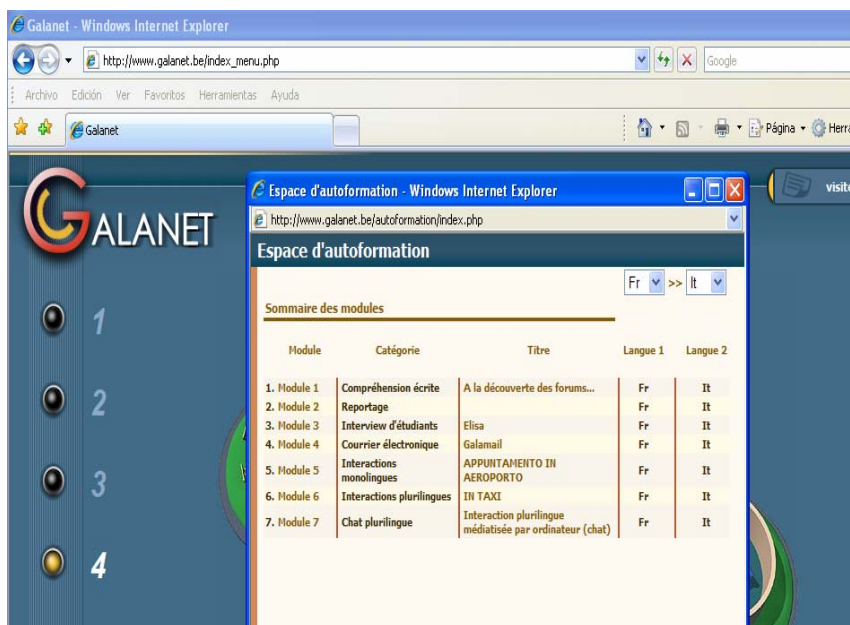 Galanet - Windows Internet Explorer
http://www.galanet.be/index_menu.php
Google
Archivo Edición Ver Favoritos Herramientas Ayuda
Galanet
Página
GALANET
Espace d'autoformation - Windows Internet Explorer
http://www.galanet.be/autoformation/index.php
Espace d'autoformation
Fr >> It
Sommaire des modules
Module Catégorie Titre Langue 1 Langue 2
1. Module 1 Compréhension écrite A la découverte des forums... Fr It
2. Module 2 Reportage Fr It
3. Module 3 Interview d'étudiants Elisa Fr It
4. Module 4 Courrier électronique Galamail Fr It
5. Module 5 Interactions monolingues APPUNTAMENTO IN AEROPORTO Fr It
6. Module 6 Interactions plurilingues IN TAXI Fr It
7. Module 7 Chat plurilingue Interaction plurilingue médiatisée par ordinateur (chat) Fr It
1
2
3
4